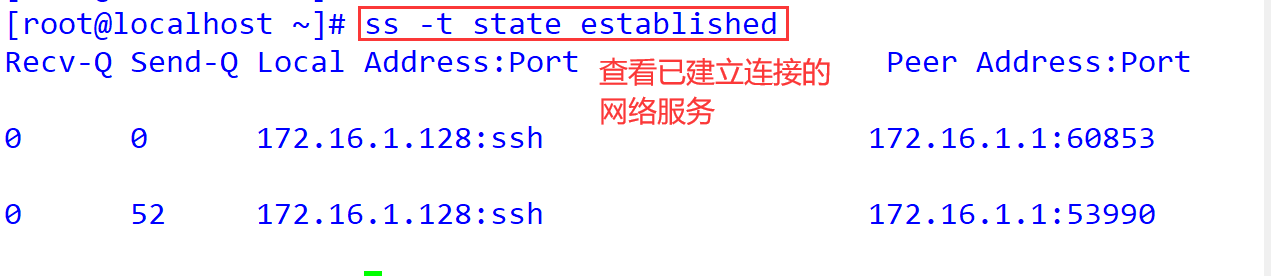 [root@localhost ~]# ss -t state established
Recv-Q Send-Q Local Address:Port Peer Address:Port
查看已建立连接的
网络服务
0 0 172.16.1.128:ssh 172.16.1.1:60853
0 52 172.16.1.128:ssh 172.16.1.1:53990